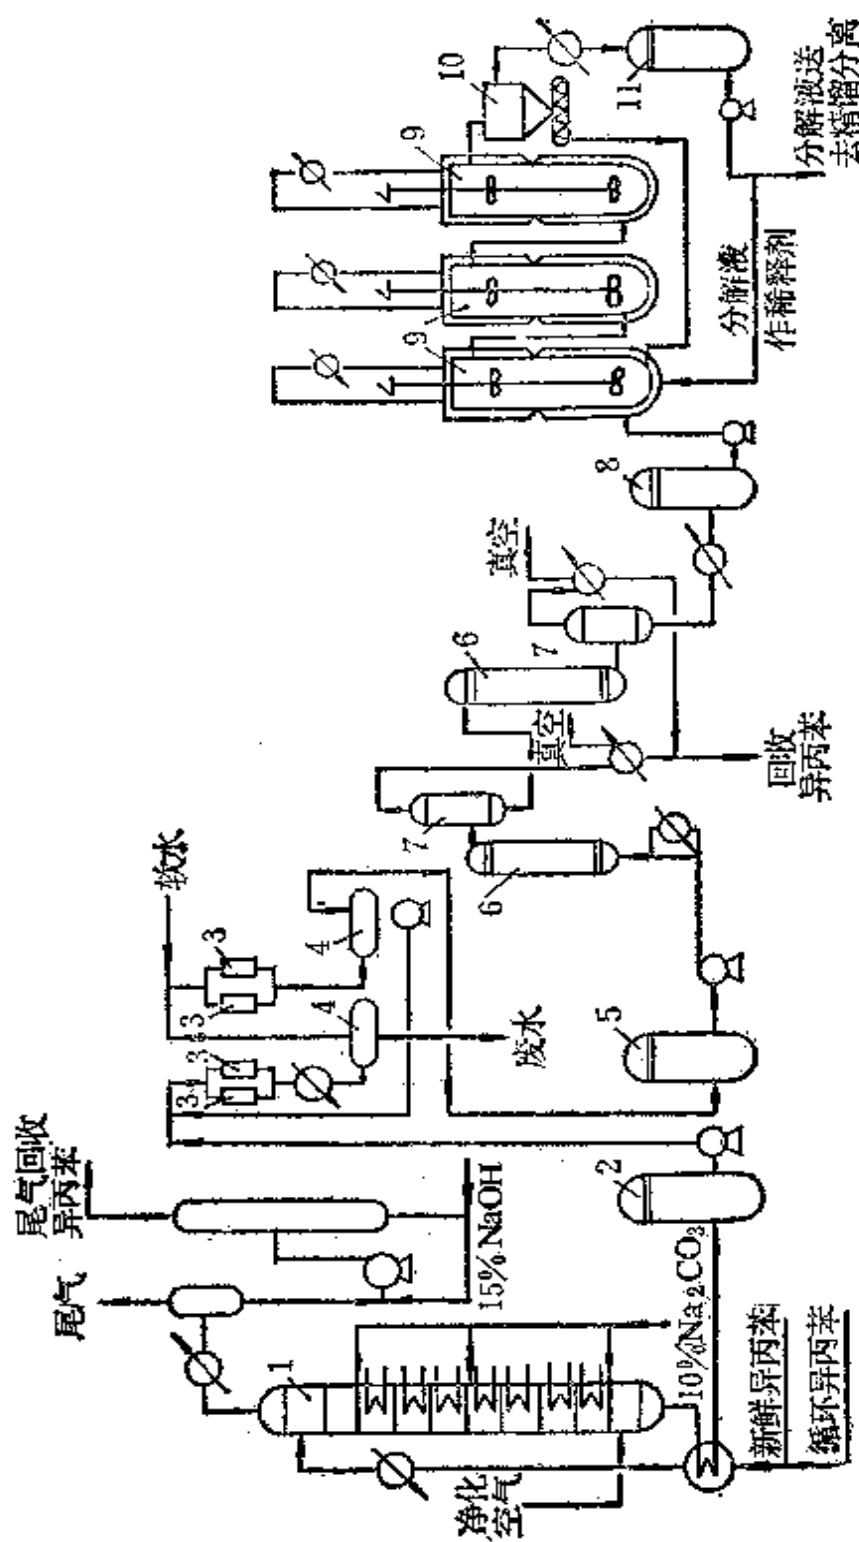 尾气回收
异丙苯
尾气
软水
3
3
3
3
1
4
4
9
9
9
10
净化
空气
15%NaOH
7
6
6
7
真空
真空
废水
2
5
8
11
10%Na₂CO₃
新鲜异丙苯
循环异丙苯
回收
异丙苯
分解液
作稀释剂
分解液送
去精馏分离